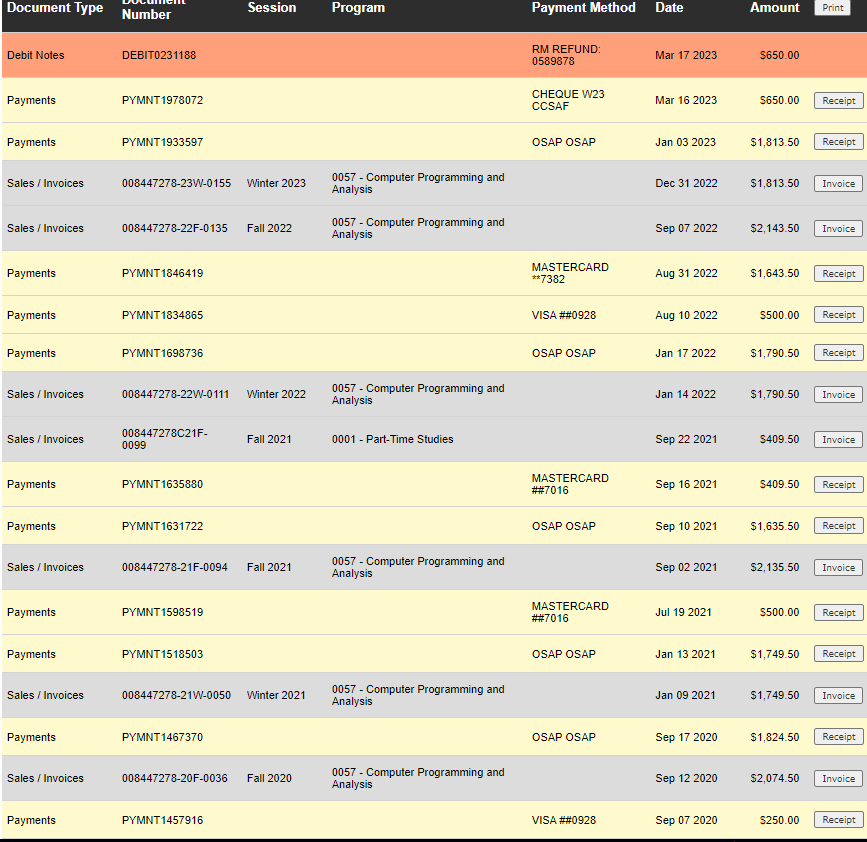 Document Type Document Number Session Program Payment Method Date Amount Print
Debit Notes DEBIT0231188 RM REFUND: 0589878 Mar 17 2023 $650.00
Payments PYMNT1978072 CHEQUE W23 CCSAF Mar 16 2023 $650.00 Receipt
Payments PYMNT1933597 OSAP OSAP Jan 03 2023 $1,813.50 Receipt
Sales / Invoices 008447278-23W-0155 Winter 2023 0057 - Computer Programming and Analysis Dec 31 2022 $1,813.50 Invoice
Sales / Invoices 008447278-22F-0135 Fall 2022 0057 - Computer Programming and Analysis Sep 07 2022 $2,143.50 Invoice
Payments PYMNT1846419 MASTERCARD **7382 Aug 31 2022 $1,643.50 Receipt
Payments PYMNT1834865 VISA ##0928 Aug 10 2022 $500.00 Receipt
Payments PYMNT1698736 OSAP OSAP Jan 17 2022 $1,790.50 Receipt
Sales / Invoices 008447278-22W-0111 Winter 2022 0057 - Computer Programming and Analysis Jan 14 2022 $1,790.50 Invoice
Sales / Invoices 008447278C21F-0099 Fall 2021 0001 - Part-Time Studies Sep 22 2021 $409.50 Invoice
Payments PYMNT1635880 MASTERCARD ##7016 Sep 16 2021 $409.50 Receipt
Payments PYMNT1631722 OSAP OSAP Sep 10 2021 $1,635.50 Receipt
Sales / Invoices 008447278-21F-0094 Fall 2021 0057 - Computer Programming and Analysis Sep 02 2021 $2,135.50 Invoice
Payments PYMNT1598519 MASTERCARD ##7016 Jul 19 2021 $500.00 Receipt
Payments PYMNT1518503 OSAP OSAP Jan 13 2021 $1,749.50 Receipt
Sales / Invoices 008447278-21W-0050 Winter 2021 0057 - Computer Programming and Analysis Jan 09 2021 $1,749.50 Invoice
Payments PYMNT1467370 OSAP OSAP Sep 17 2020 $1,824.50 Receipt
Sales / Invoices 008447278-20F-0036 Fall 2020 0057 - Computer Programming and Analysis Sep 12 2020 $2,074.50 Invoice
Payments PYMNT1457916 VISA ##0928 Sep 07 2020 $250.00 Receipt